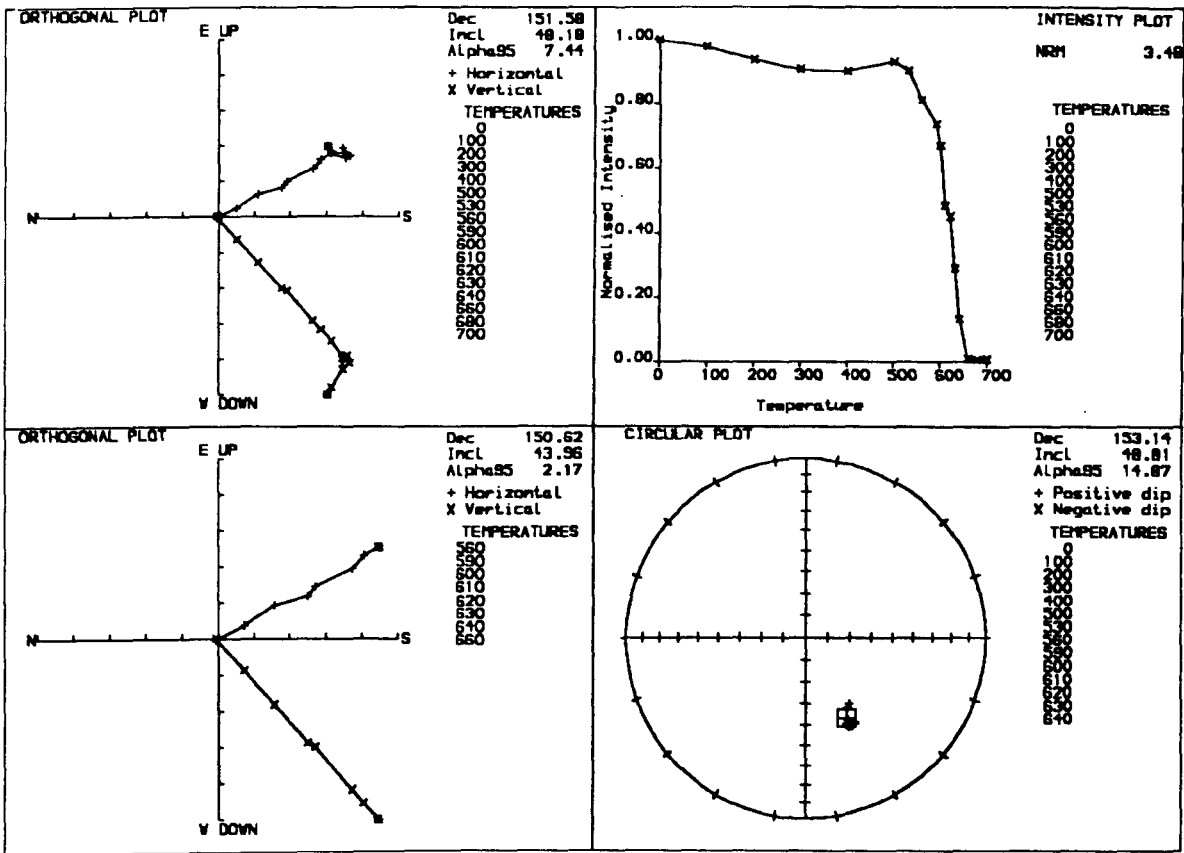 ORTHOGONAL PLOT
E UP
N
S
W DOWN
Dec 151.58
Incl 48.18
Alpha95 7.44
+ Horizontal
X Vertical
TEMPERATURES
0
100
200
300
400
500
530
560
590
600
610
620
630
640
660
680
700
INTENSITY PLOT
NRM 3.48
Normalised Intensity
1.00
0.80
0.60
0.40
0.20
0.00
0 100 200 300 400 500 600 700
Temperature
TEMPERATURES
0
100
200
300
400
500
530
560
590
600
610
620
630
640
660
680
700
ORTHOGONAL PLOT
E UP
N
S
W DOWN
Dec 150.62
Incl 43.96
Alpha95 2.17
+ Horizontal
X Vertical
TEMPERATURES
560
590
600
610
620
630
640
660
CIRCULAR PLOT
Dec 153.14
Incl 48.81
Alpha95 14.87
+ Positive dip
X Negative dip
TEMPERATURES
0
100
200
300
400
500
530
560
590
600
610
620
630
640